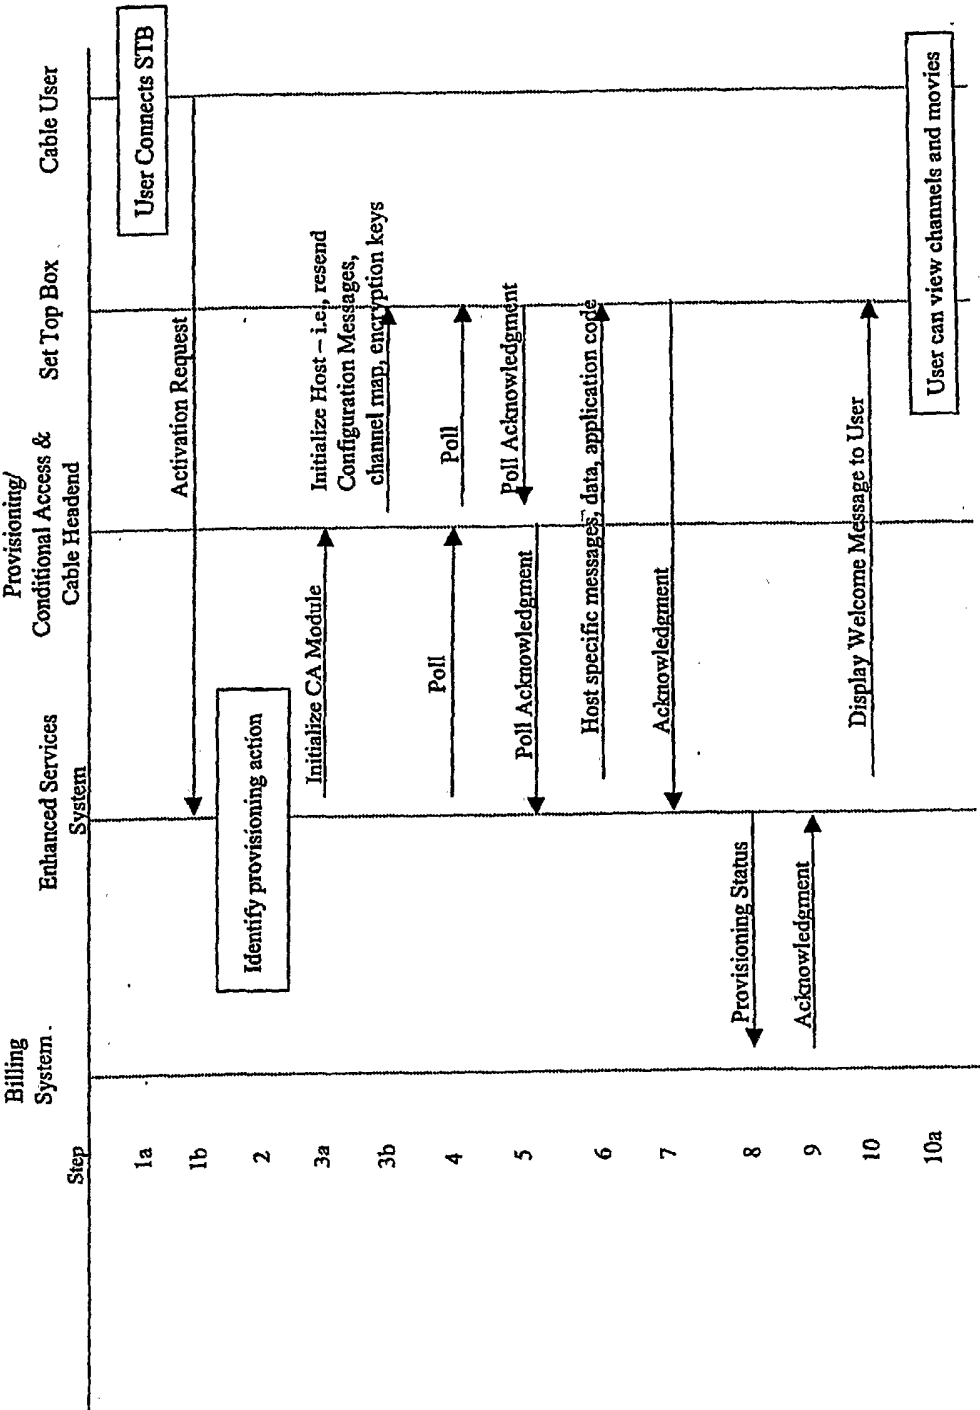 Step
Billing
System.
Enhanced Services
System
Provisioning/
Conditional Access &
Cable Headend
Set Top Box
Cable User
1a
User Connects STB
1b
Activation Request
2
Identify provisioning action
3a
Initialize CA Module
Initialize Host – i.e., resend
Configuration Messages,
channel map, encryption keys
3b
4
Poll
Poll
5
Poll Acknowledgment
Poll Acknowledgment
6
Host specific messages, data, application code
7
Acknowledgment
8
Provisioning Status
9
Acknowledgment
10
Display Welcome Message to User
10a
User can view channels and movies